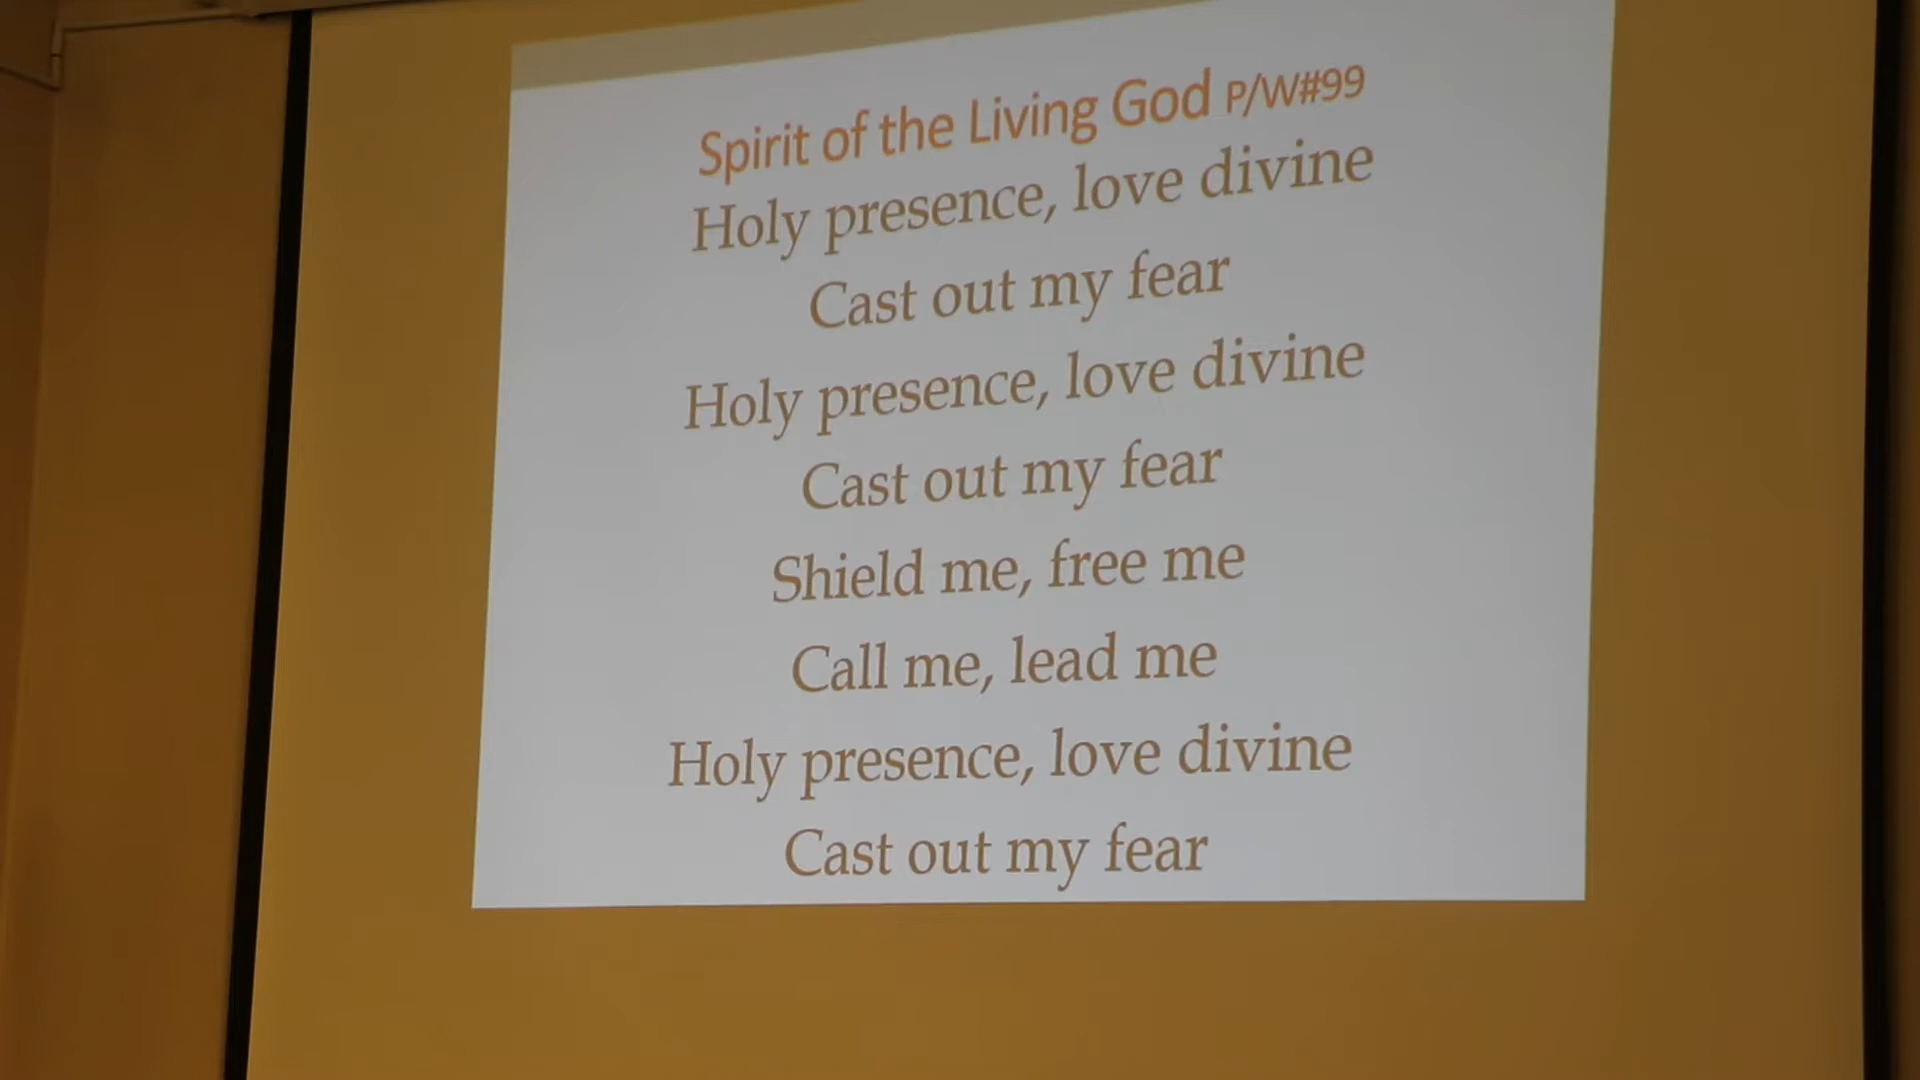 Spirit of the Living God P/W#99
Holy presence, love divine
Cast out my fear
Holy presence, love divine
Cast out my fear
Shield me, free me
Call me, lead me
Holy presence, love divine
Cast out my fear